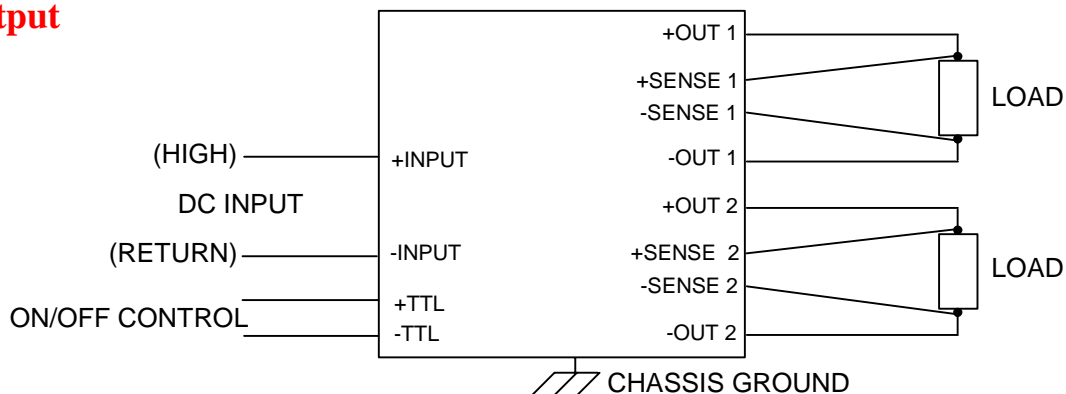 tput
+OUT 1
+SENSE 1
-SENSE 1
-OUT 1
LOAD
(HIGH)
+INPUT
DC INPUT
(RETURN)
-INPUT
ON/OFF CONTROL
+TTL
-TTL
+OUT 2
+SENSE 2
-SENSE 2
-OUT 2
LOAD
CHASSIS GROUND